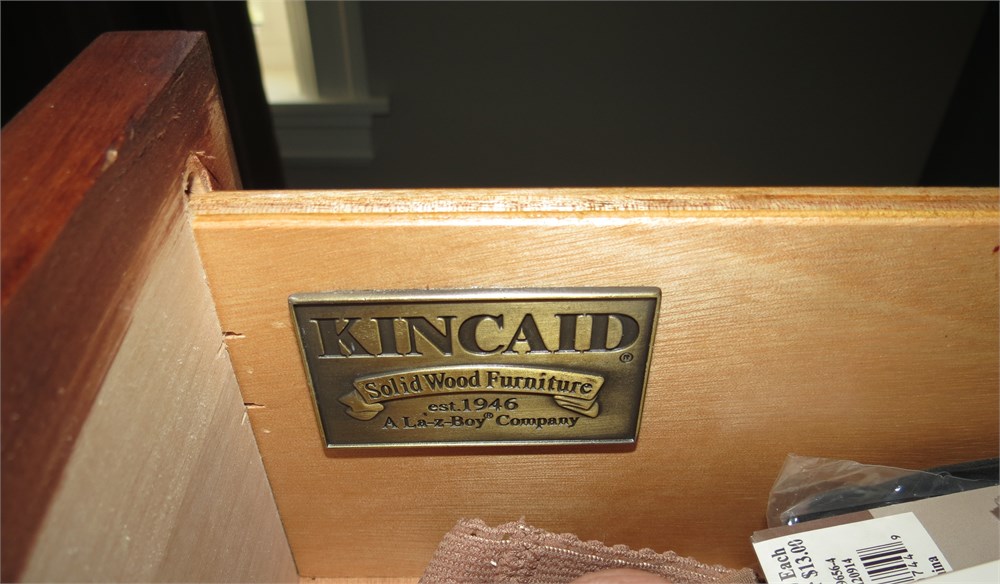 KINCAID®
Solid Wood Furniture
est.1946
A La-z-Boy® Company
Each
$13.00